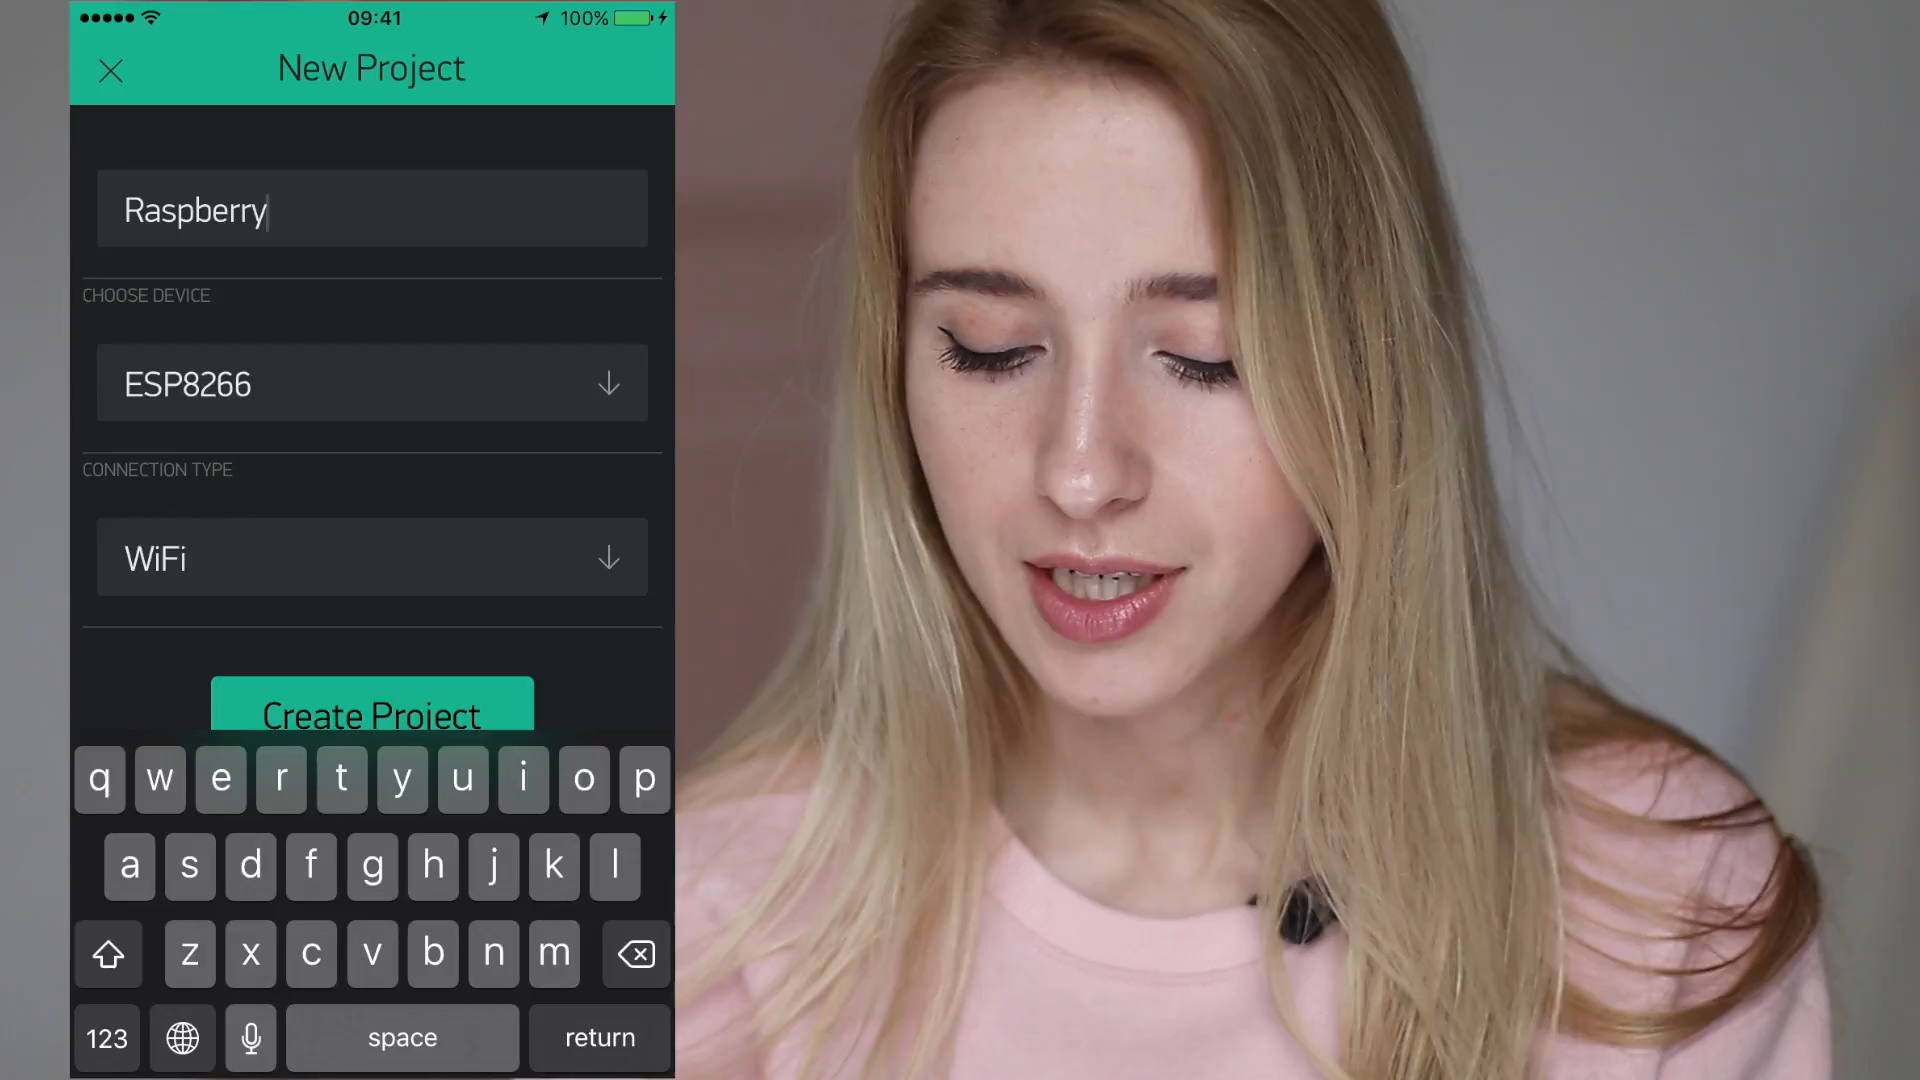 09:41
100%
New Project
Raspberry
CHOOSE DEVICE
ESP8266
CONNECTION TYPE
WiFi
Create Project
q w e r t y u i o p
a s d f g h j k l
z x c v b n m
123 space return